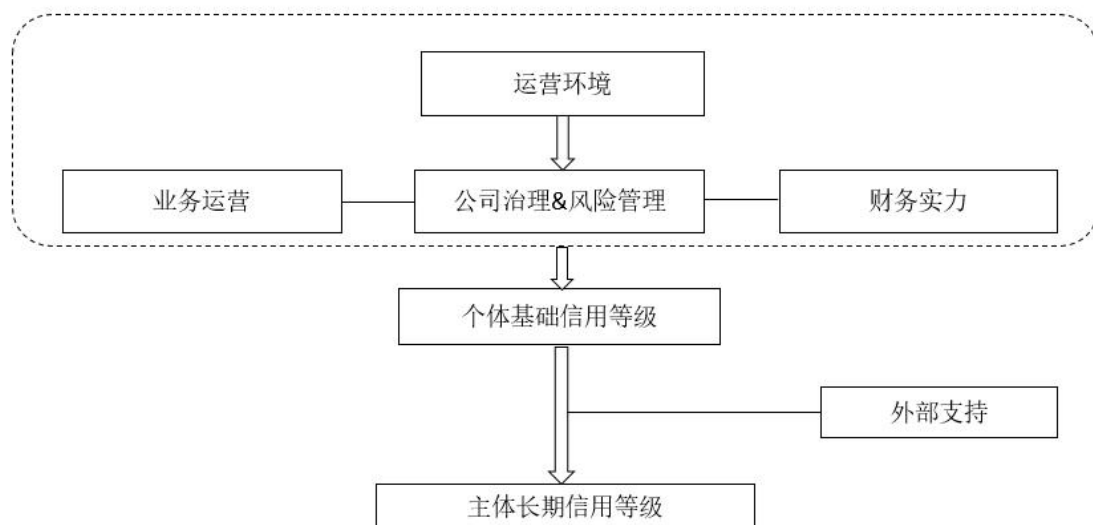 运营环境
业务运营
公司治理&风险管理
财务实力
个体基础信用等级
外部支持
主体长期信用等级